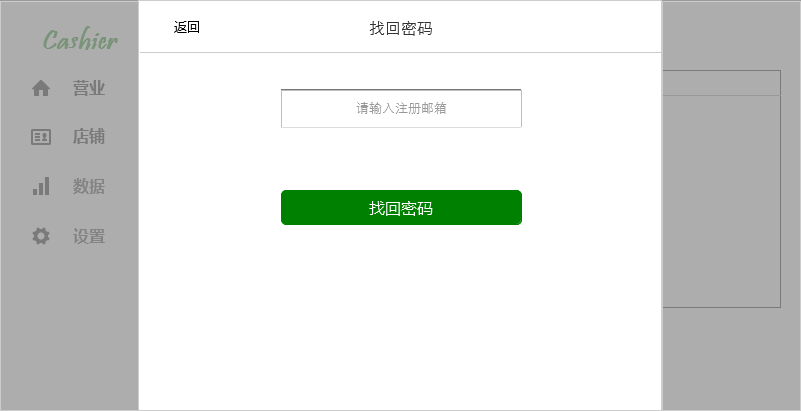 Cashier
营业
店铺
数据
设置
返回
找回密码
请输入注册邮箱
找回密码